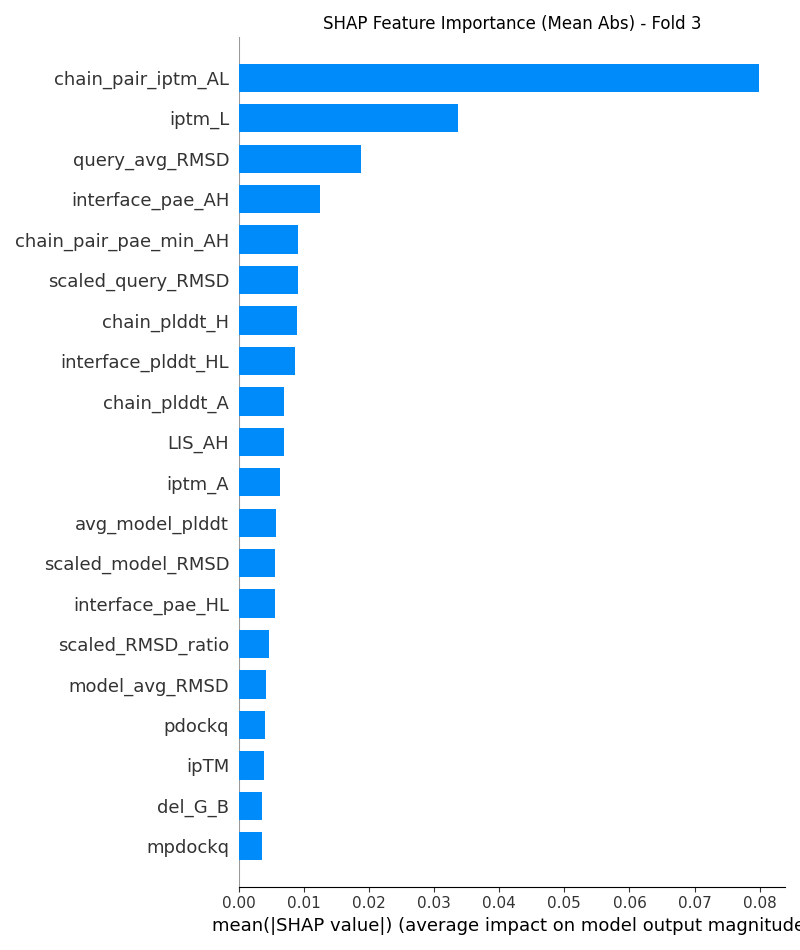 SHAP Feature Importance (Mean Abs) - Fold 3
chain_pair_iptm_AL
iptm_L
query_avg_RMSD
interface_pae_AH
chain_pair_pae_min_AH
scaled_query_RMSD
chain_plddt_H
interface_plddt_HL
chain_plddt_A
LIS_AH
iptm_A
avg_model_plddt
scaled_model_RMSD
interface_pae_HL
scaled_RMSD_ratio
model_avg_RMSD
pdockq
ipTM
del_G_B
mpdockq
0.00 0.01 0.02 0.03 0.04 0.05 0.06 0.07 0.08
mean(|SHAP value|) (average impact on model output magnitude